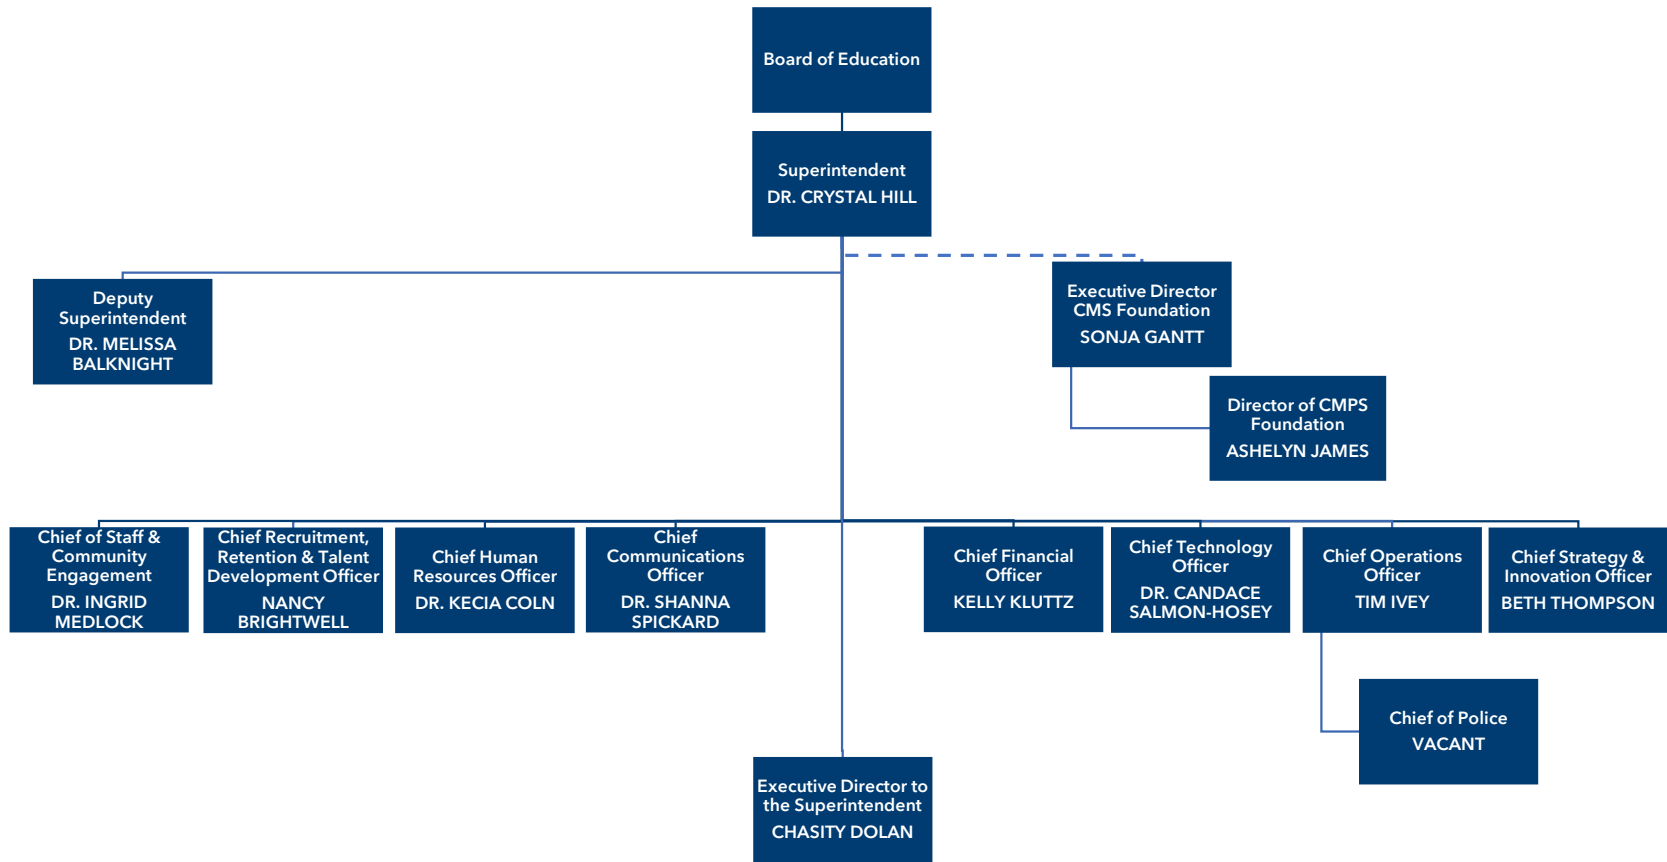 Board of Education
Superintendent
DR. CRYSTAL HILL
Deputy
Superintendent
DR. MELISSA
BALKNIGHT
Executive Director
CMS Foundation
SONJA GANTT
Director of CMPS
Foundation
ASHELYN JAMES
Chief of Staff &
Community
Engagement
DR. INGRID
MEDLOCK
Chief Recruitment,
Retention & Talent
Development Officer
NANCY
BRIGHTWELL
Chief Human
Resources Officer
DR. KECIA COLN
Chief
Communications
Officer
DR. SHANNA
SPICKARD
Chief Financial
Officer
KELLY KLUTTZ
Chief Technology
Officer
DR. CANDACE
SALMON-HOSEY
Chief Operations
Officer
TIM IVEY
Chief Strategy &
Innovation Officer
BETH THOMPSON
Chief of Police
VACANT
Executive Director to
the Superintendent
CHASITY DOLAN